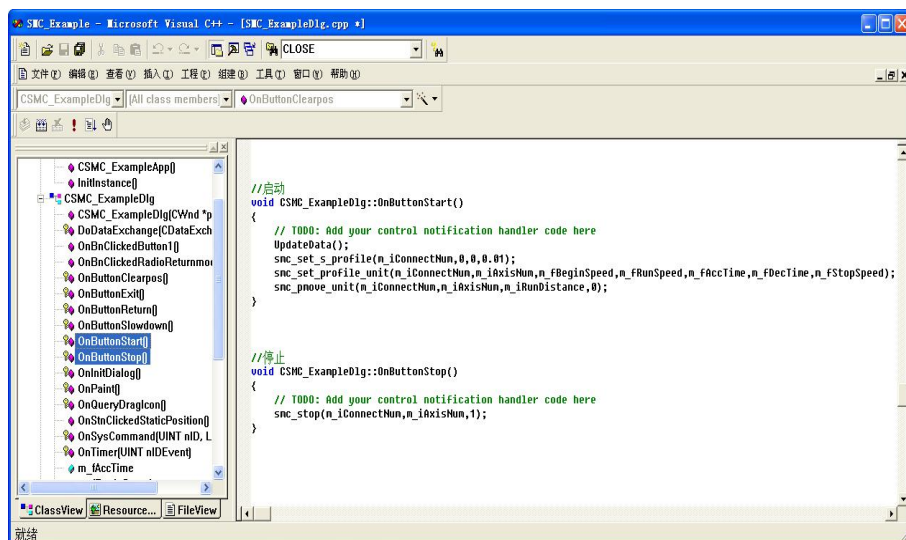 SMC_Example - Microsoft Visual C++ - [SMC_ExampleDlg.cpp *]
CLOSE
文件(F) 编辑(E) 查看(V) 插入(I) 工程(P) 组建(B) 工具(T) 窗口(W) 帮助(H)
CSMC_ExampleDlg [All class members] OnButtonClearpos
CSMC_ExampleApp()
InitInstance()
CSMC_ExampleDlg
CSMC_ExampleDlg(CWnd *p
DoDataExchange(CDataExch
OnBnClickedButton1()
OnBnClickedRadioReturnmo
OnButtonClearpos()
OnButtonExit()
OnButtonReturn()
OnButtonSlowdown()
OnButtonStart()
OnButtonStop()
OnInitDialog()
OnPaint()
OnQueryDragIcon()
OnStnClickedStaticPosition()
OnSysCommand(UINT nID, L
OnTimer(UINT nIDEvent)
m_fAccTime
ClassView Resource... FileView
//启动
void CSMC_ExampleDlg::OnButtonStart()
{
// TODO: Add your control notification handler code here
UpdateData();
smc_set_s_profile(m_iConnectNum,0,0,0.01);
smc_set_profile_unit(m_iConnectNum,m_iAxisNum,m_fBeginSpeed,m_fRunSpeed,m_fAccTime,m_fDecTime,m_fStopSpeed);
smc_pmove_unit(m_iConnectNum,m_iAxisNum,m_iRunDistance,0);
}
//停止
void CSMC_ExampleDlg::OnButtonStop()
{
// TODO: Add your control notification handler code here
smc_stop(m_iConnectNum,m_iAxisNum,1);
}
就绪